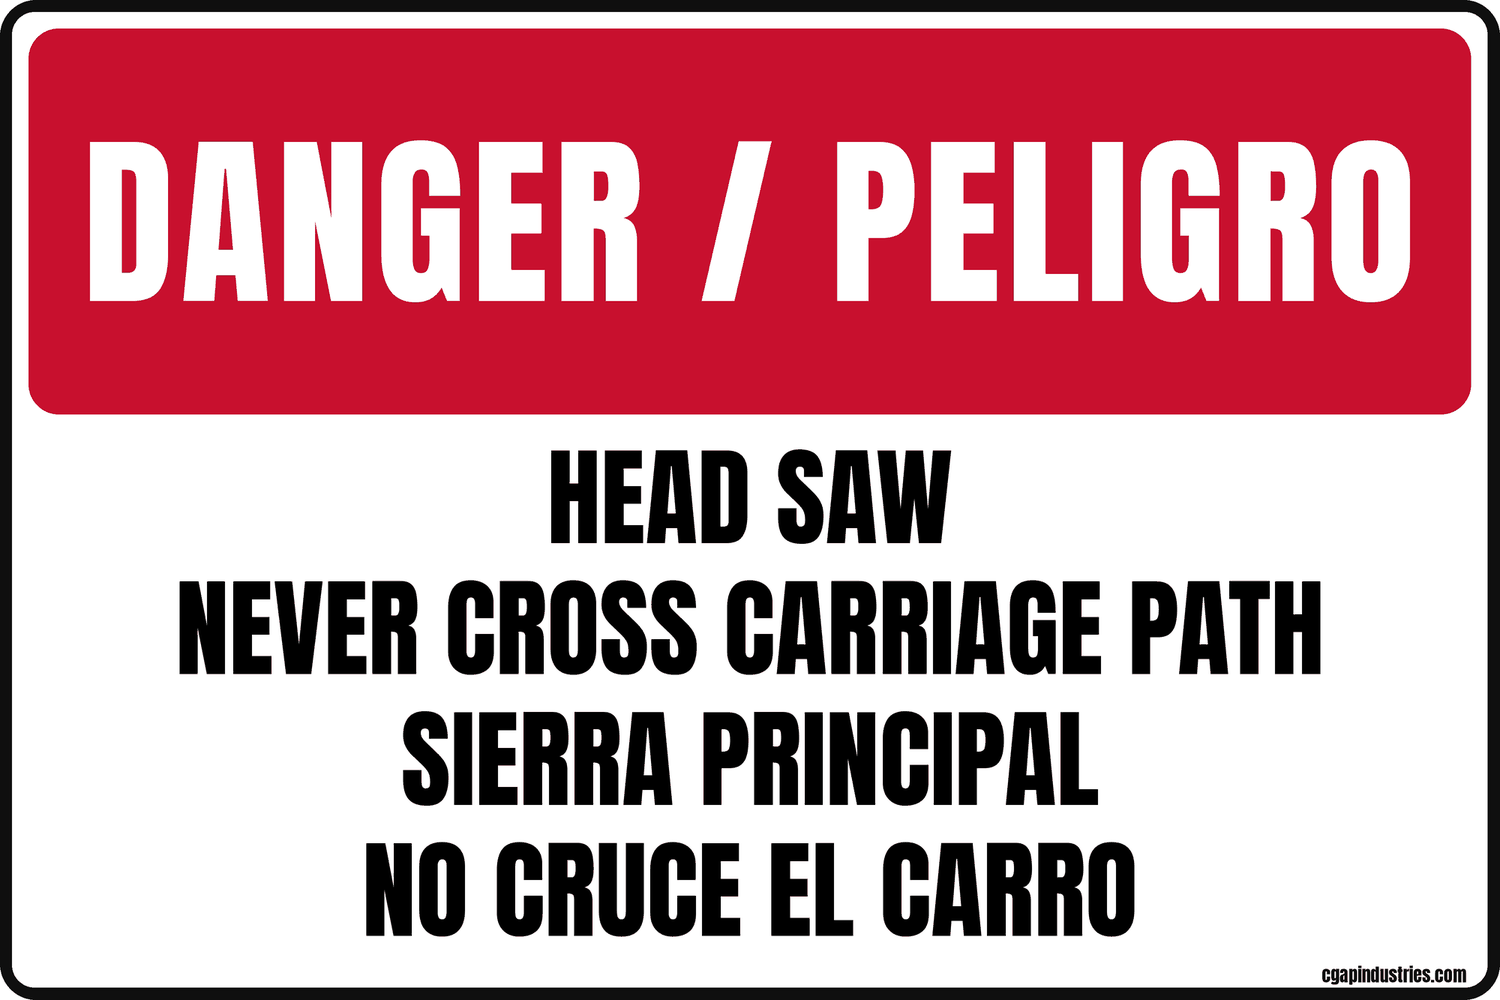 DANGER / PELIGRO
HEAD SAW
NEVER CROSS CARRIAGE PATH
SIERRA PRINCIPAL
NO CRUCE EL CARRO
cgapindustries.com